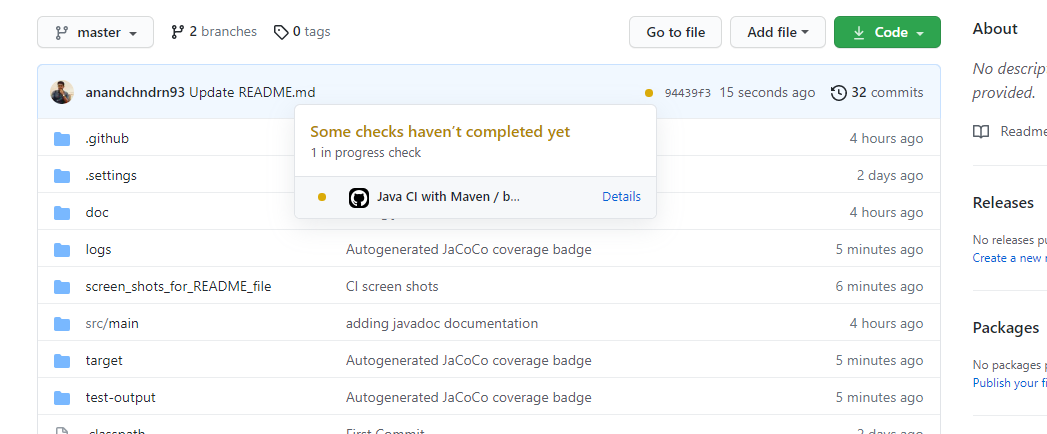 master
2 branches
0 tags
Go to file
Add file
Code
About
No descrip
provided.
anandchndrn93 Update README.md
94439f3 15 seconds ago
32 commits
Readme
Some checks haven't completed yet
1 in progress check
Java CI with Maven / b...
Details
.github
4 hours ago
.settings
2 days ago
doc
4 hours ago
Releases
No releases pu
Create a new r
logs
Autogenerated JaCoCo coverage badge
5 minutes ago
screen_shots_for_README_file
CI screen shots
6 minutes ago
src/main
adding javadoc documentation
4 hours ago
Packages
No packages p
Publish your fi
target
Autogenerated JaCoCo coverage badge
5 minutes ago
test-output
Autogenerated JaCoCo coverage badge
5 minutes ago
.classpath
First Commit
2 days ago